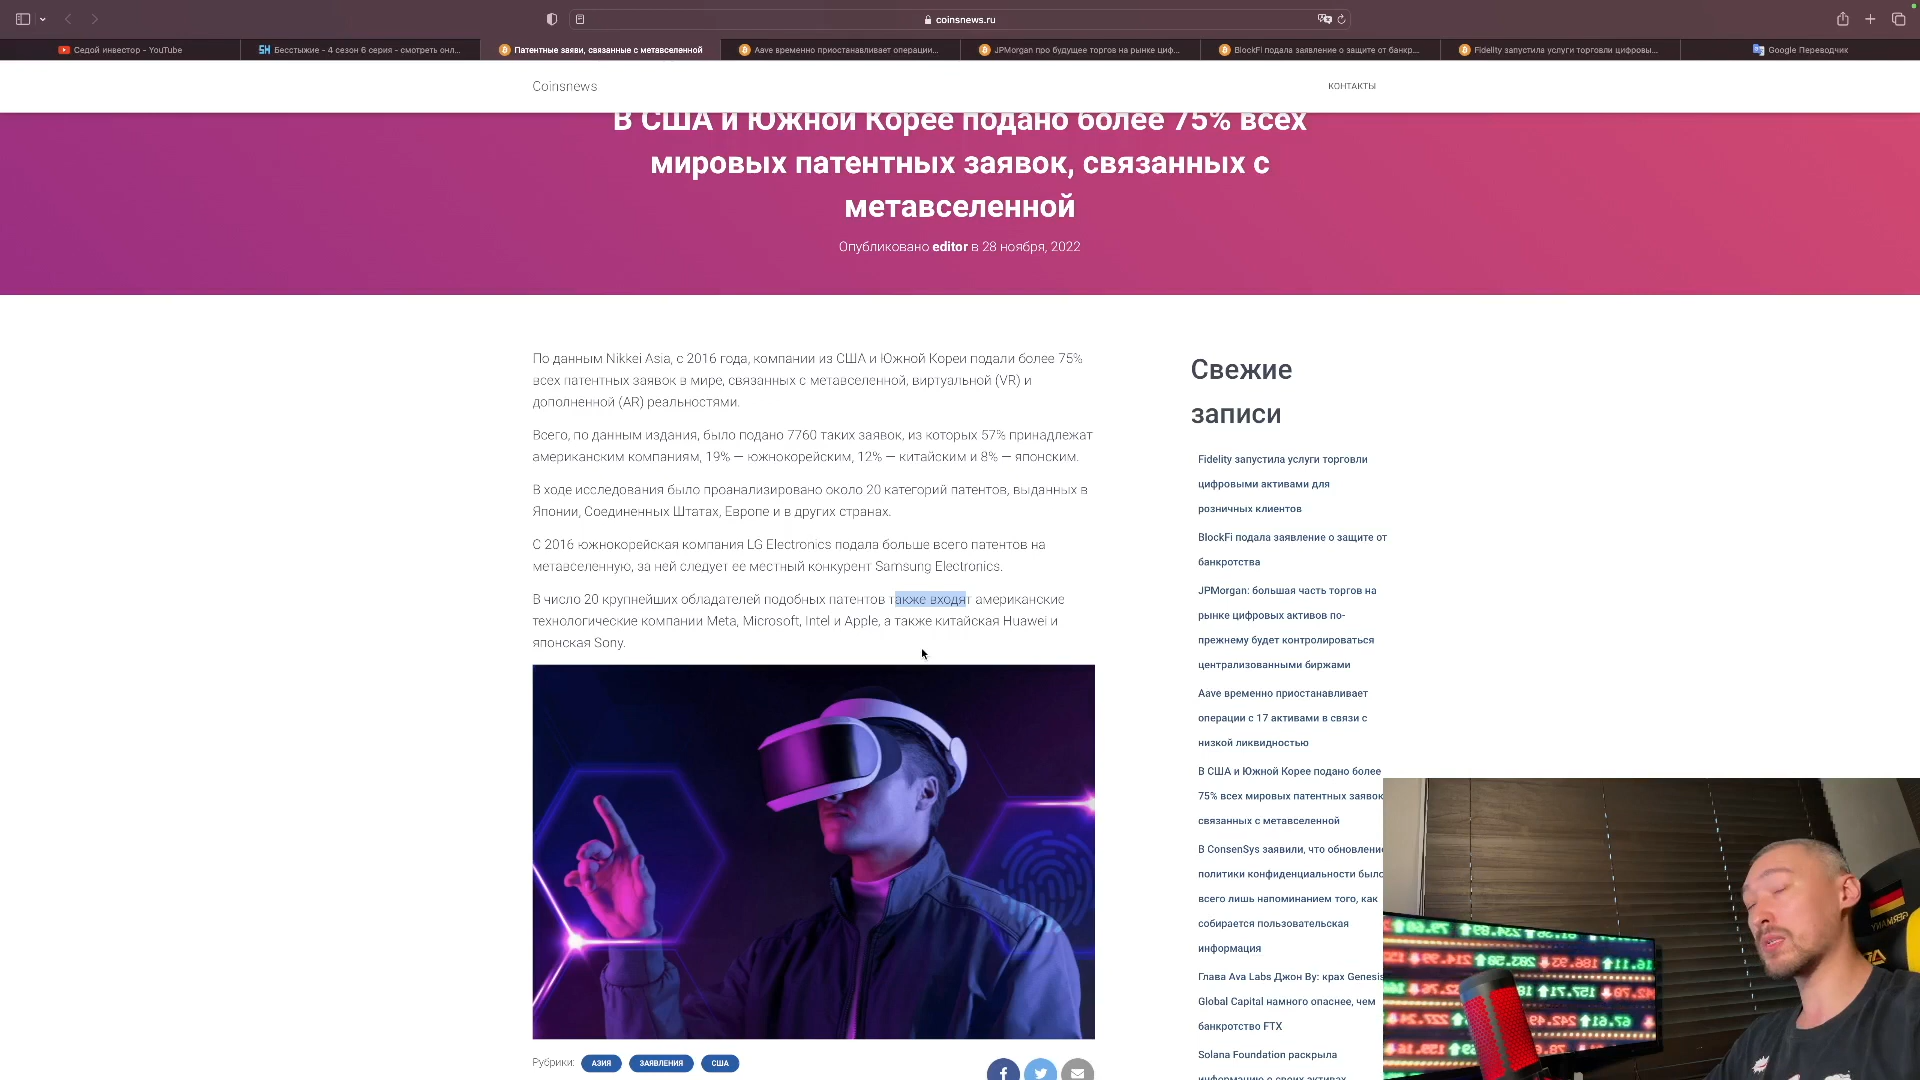 coinsnews.ru
Седой инвестор - YouTube
Бесстыжие - 4 сезон 6 серия - смотреть онл...
Патентные заяви, связанные с метавселенной
Aave временно приостанавливает операции...
JPMorgan про будущее торгов на рынке циф...
BlockFi подала заявление о защите от банкр...
Fidelity запустила услуги торговли цифровы...
Google Переводчик
Coinsnews
КОНТАКТЫ
В США и Южной Корее подано более 75% всех
мировых патентных заявок, связанных с
метавселенной
Опубликовано editor в 28 ноября, 2022
По данным Nikkei Asia, с 2016 года, компании из США и Южной Кореи подали более 75%
всех патентных заявок в мире, связанных с метавселенной, виртуальной (VR) и
дополненной (AR) реальностями.
Всего, по данным издания, было подано 7760 таких заявок, из которых 57% принадлежат
американским компаниям, 19% — южнокорейским, 12% — китайским и 8% — японским.
В ходе исследования было проанализировано около 20 категорий патентов, выданных в
Японии, Соединенных Штатах, Европе и в других странах.
С 2016 южнокорейская компания LG Electronics подала больше всего патентов на
метавселенную, за ней следует ее местный конкурент Samsung Electronics.
В число 20 крупнейших обладателей подобных патентов также входят американские
технологические компании Meta, Microsoft, Intel и Apple, а также китайская Huawei и
японская Sony.
Рубрики:
АЗИЯ
ЗАЯВЛЕНИЯ
США
Свежие
записи
Fidelity запустила услуги торговли
цифровыми активами для
розничных клиентов
BlockFi подала заявление о защите от
банкротства
JPMorgan: большая часть торгов на
рынке цифровых активов по-
прежнему будет контролироваться
централизованными биржами
Aave временно приостанавливает
операции с 17 активами в связи с
низкой ликвидностью
В США и Южной Корее подано более
75% всех мировых патентных заявок
связанных с метавселенной
В ConsenSys заявили, что обновление
политики конфиденциальности было
всего лишь напоминанием того, как
собирается пользовательская
информация
Глава Ava Labs Джон Ву: крах Genesis
Global Capital намного опаснее, чем
банкротство FTX
Solana Foundation раскрыла
информацию о своих активах
GERMANY